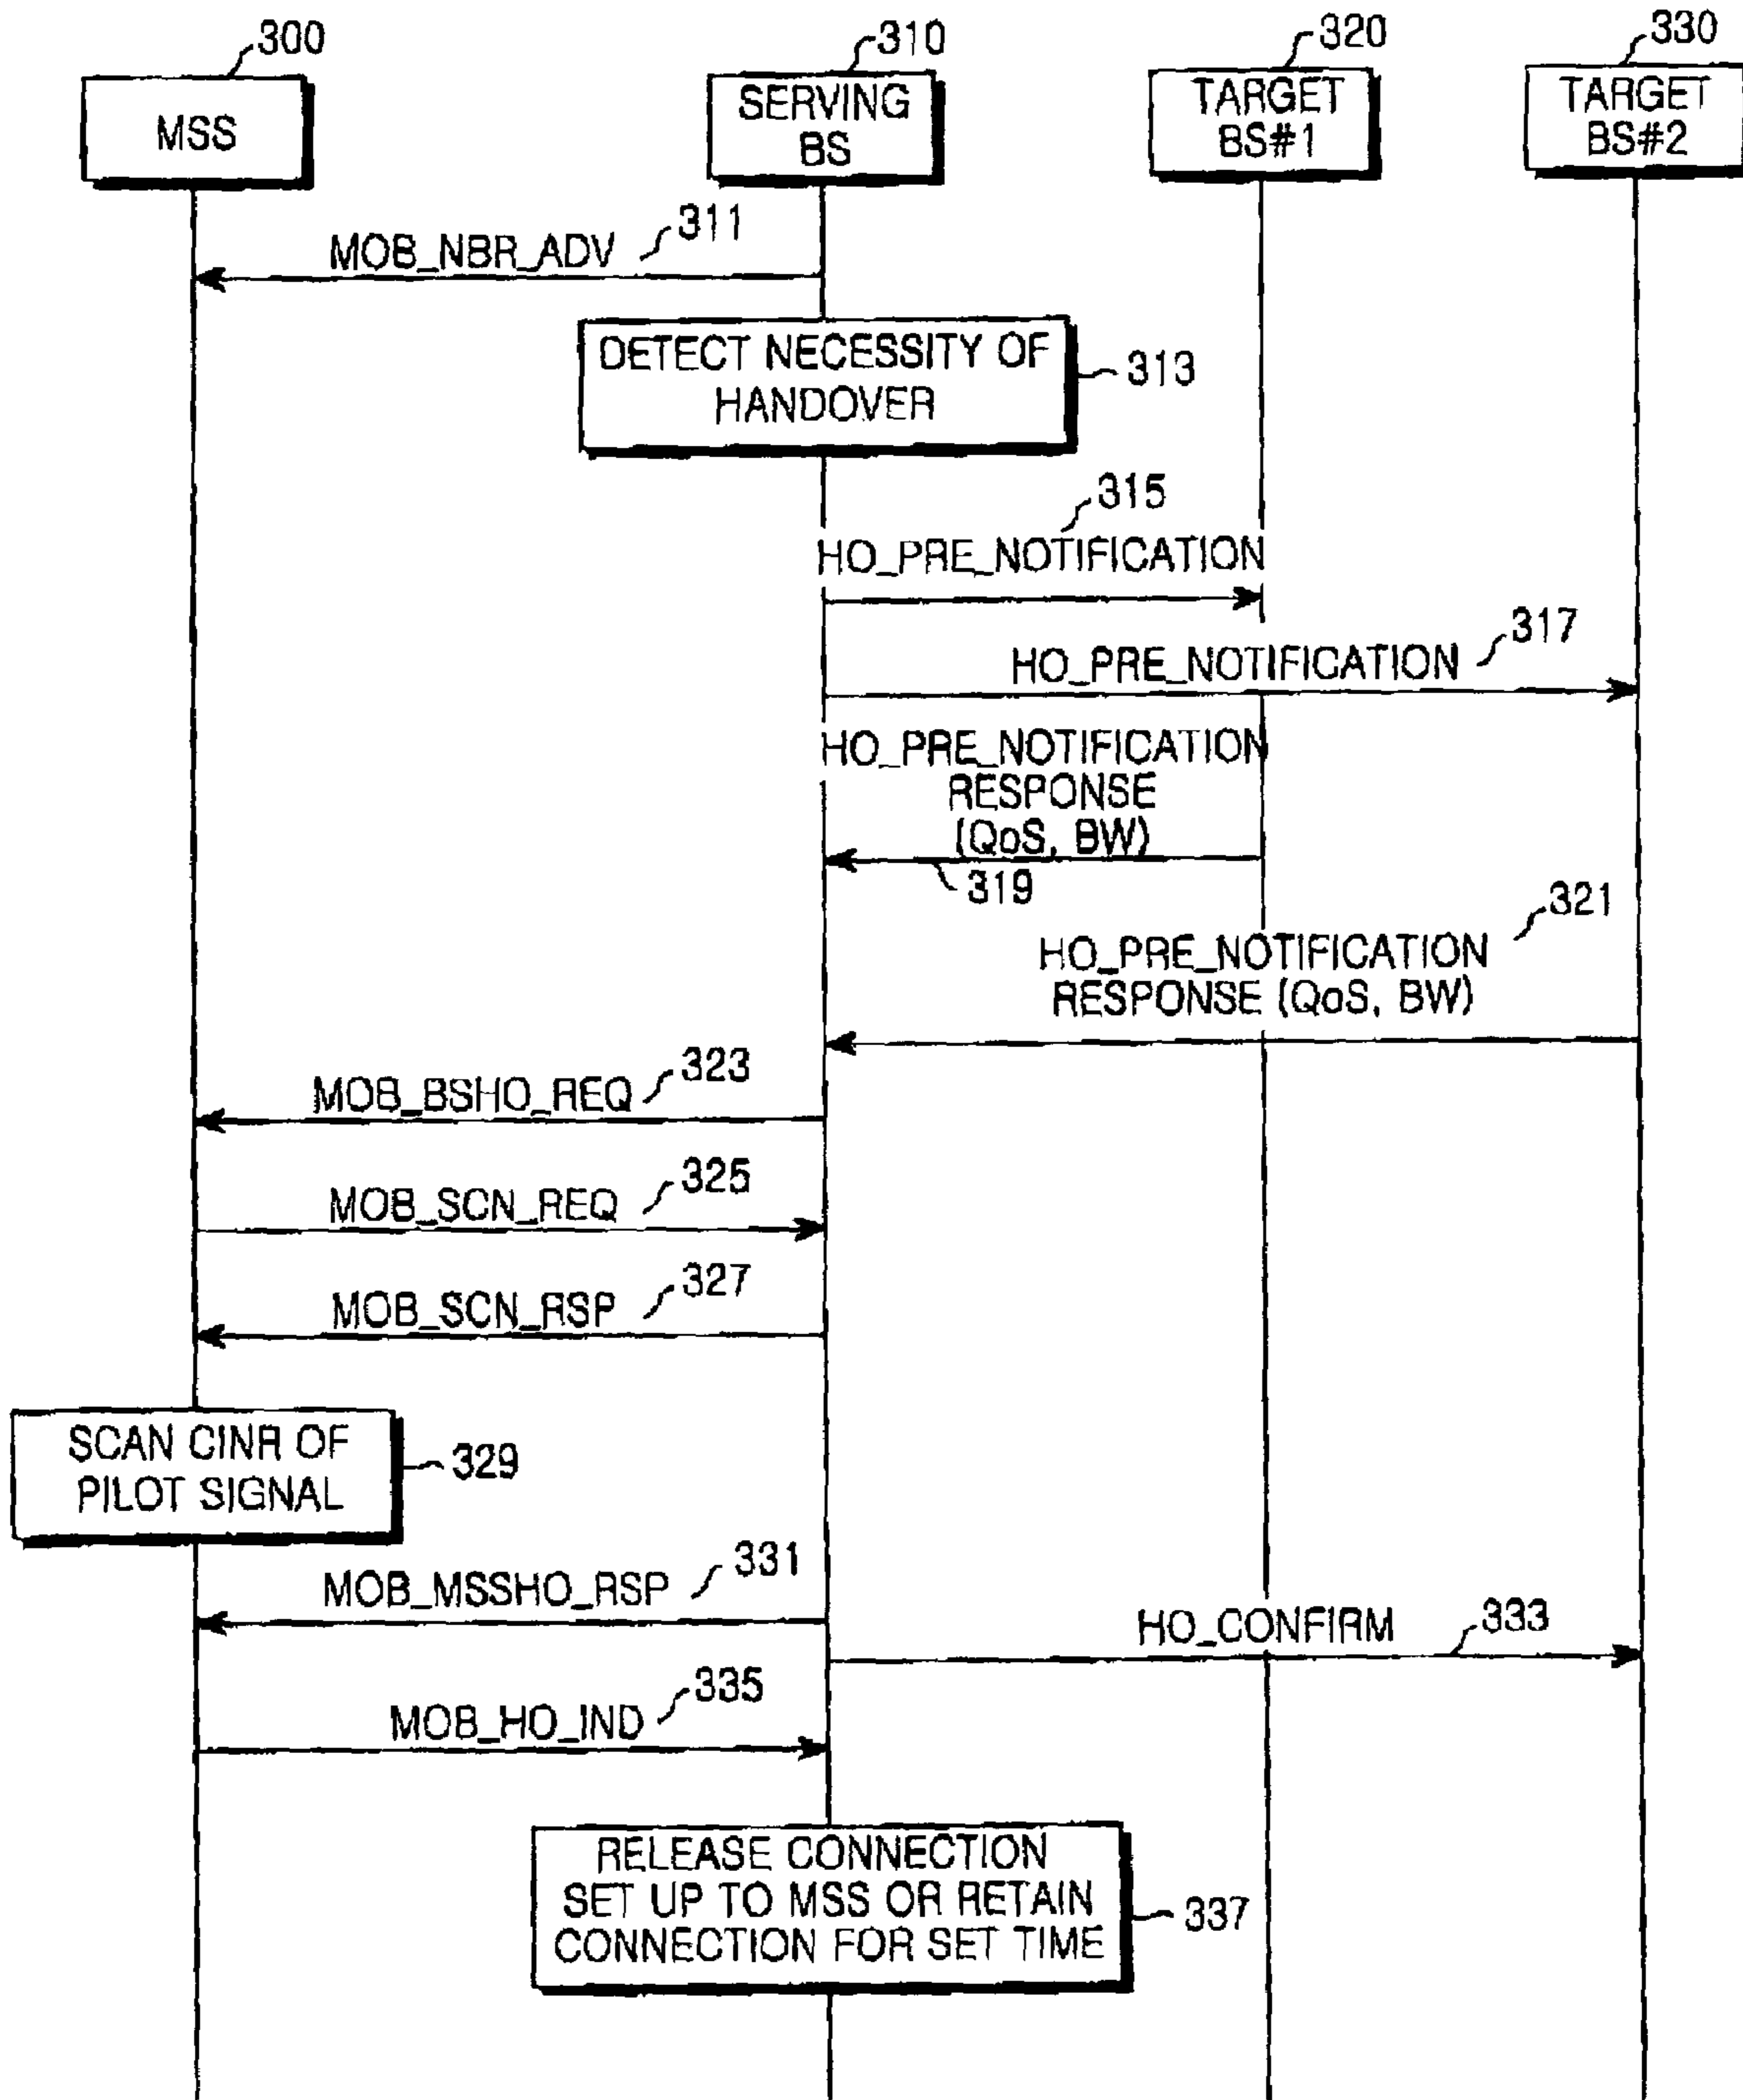 300
310
320
330
MSS
SERVING
BS
TARGET
BS#1
TARGET
BS#2
MOB_NBR_ADV
311
DETECT NECESSITY OF
HANDOVER
313
315
HO_PRE_NOTIFICATION
HO_PRE_NOTIFICATION
317
HO_PRE_NOTIFICATION
RESPONSE
(QoS, BW)
319
HO_PRE_NOTIFICATION
RESPONSE (QoS, BW)
321
MOB_BSHO_REQ
323
MOB_SCN_REQ
325
MOB_SCN_RSP
327
SCAN CINR OF
PILOT SIGNAL
329
MOB_MSSHO_RSP
331
HO_CONFIRM
333
MOB_HO_IND
335
RELEASE CONNECTION
SET UP TO MSS OR RETAIN
CONNECTION FOR SET TIME
337